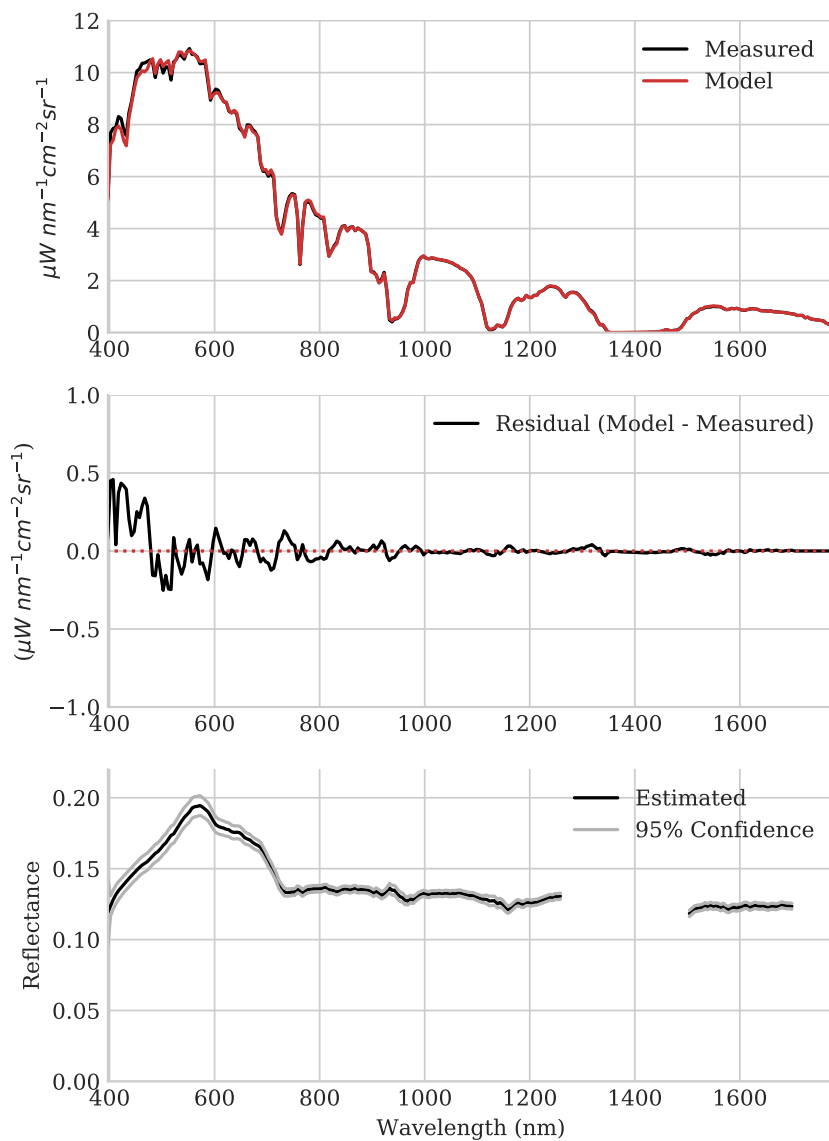 12
10
8
6
4
2
0
μW nm⁻¹cm⁻²sr⁻¹
Measured
Model
400 600 800 1000 1200 1400 1600
1.0
0.5
0.0
−0.5
−1.0
(μW nm⁻¹cm⁻²sr⁻¹)
Residual (Model - Measured)
400 600 800 1000 1200 1400 1600
0.20
0.15
0.10
0.05
0.00
Reflectance
Estimated
95% Confidence
400 600 800 1000 1200 1400 1600
Wavelength (nm)